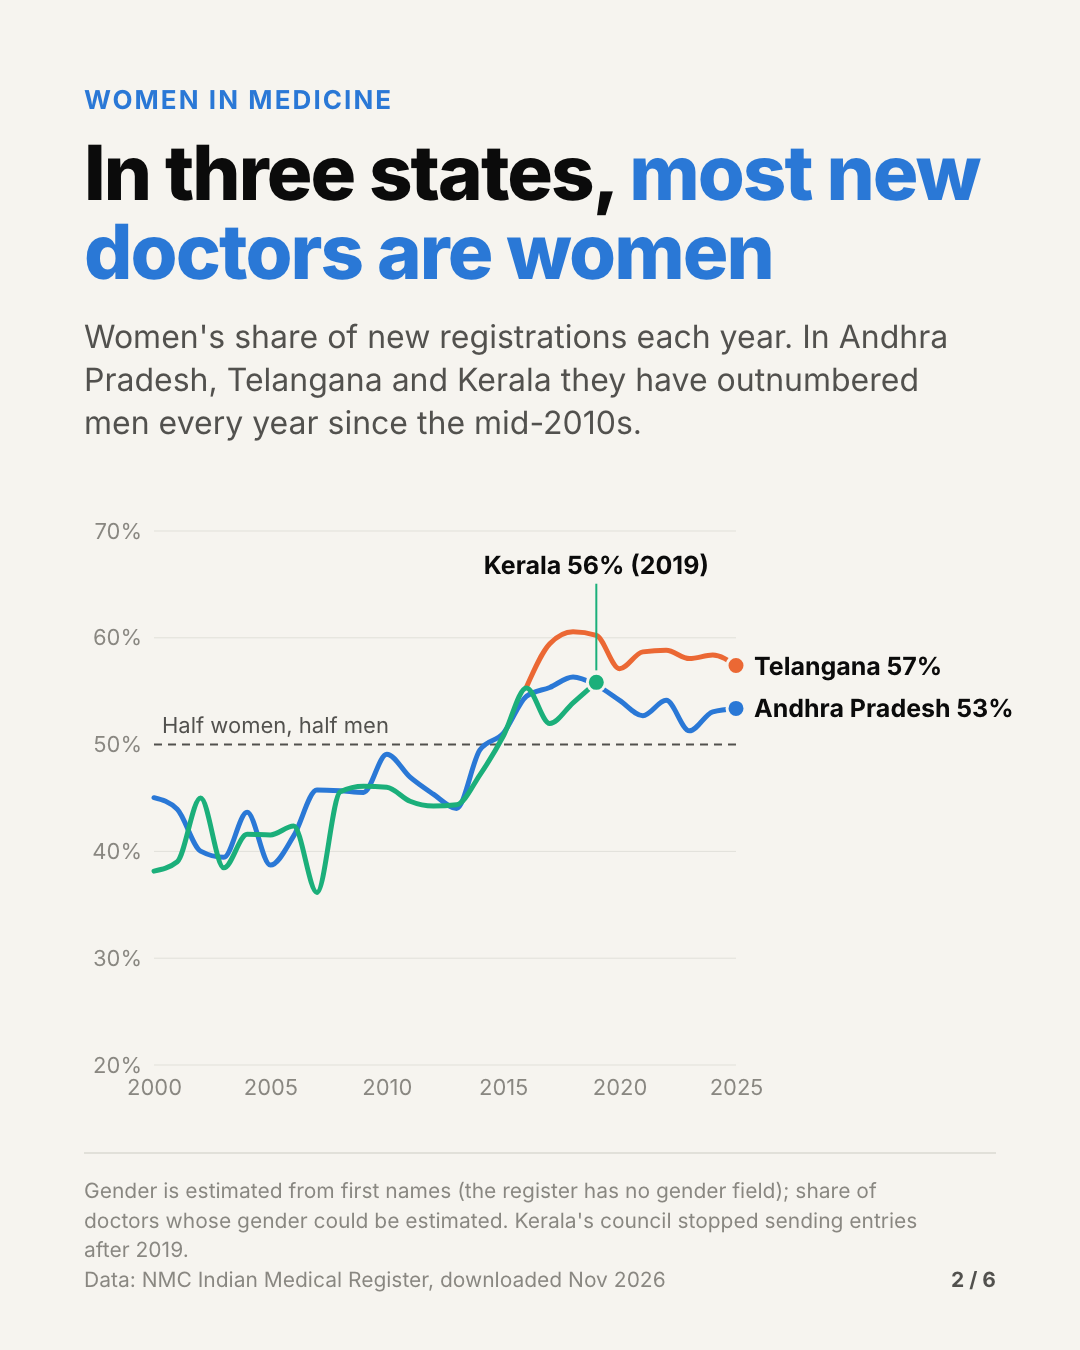 WOMEN IN MEDICINE
In three states, most new
doctors are women
Women's share of new registrations each year. In Andhra
Pradesh, Telangana and Kerala they have outnumbered
men every year since the mid-2010s.
70%
Kerala 56% (2019)
60%
Telangana 57%
Andhra Pradesh 53%
Half women, half men
50%
40%
30%
20%
2000 2005 2010 2015 2020 2025
Gender is estimated from first names (the register has no gender field); share of
doctors whose gender could be estimated. Kerala's council stopped sending entries
after 2019.
Data: NMC Indian Medical Register, downloaded Nov 2026
2 / 6